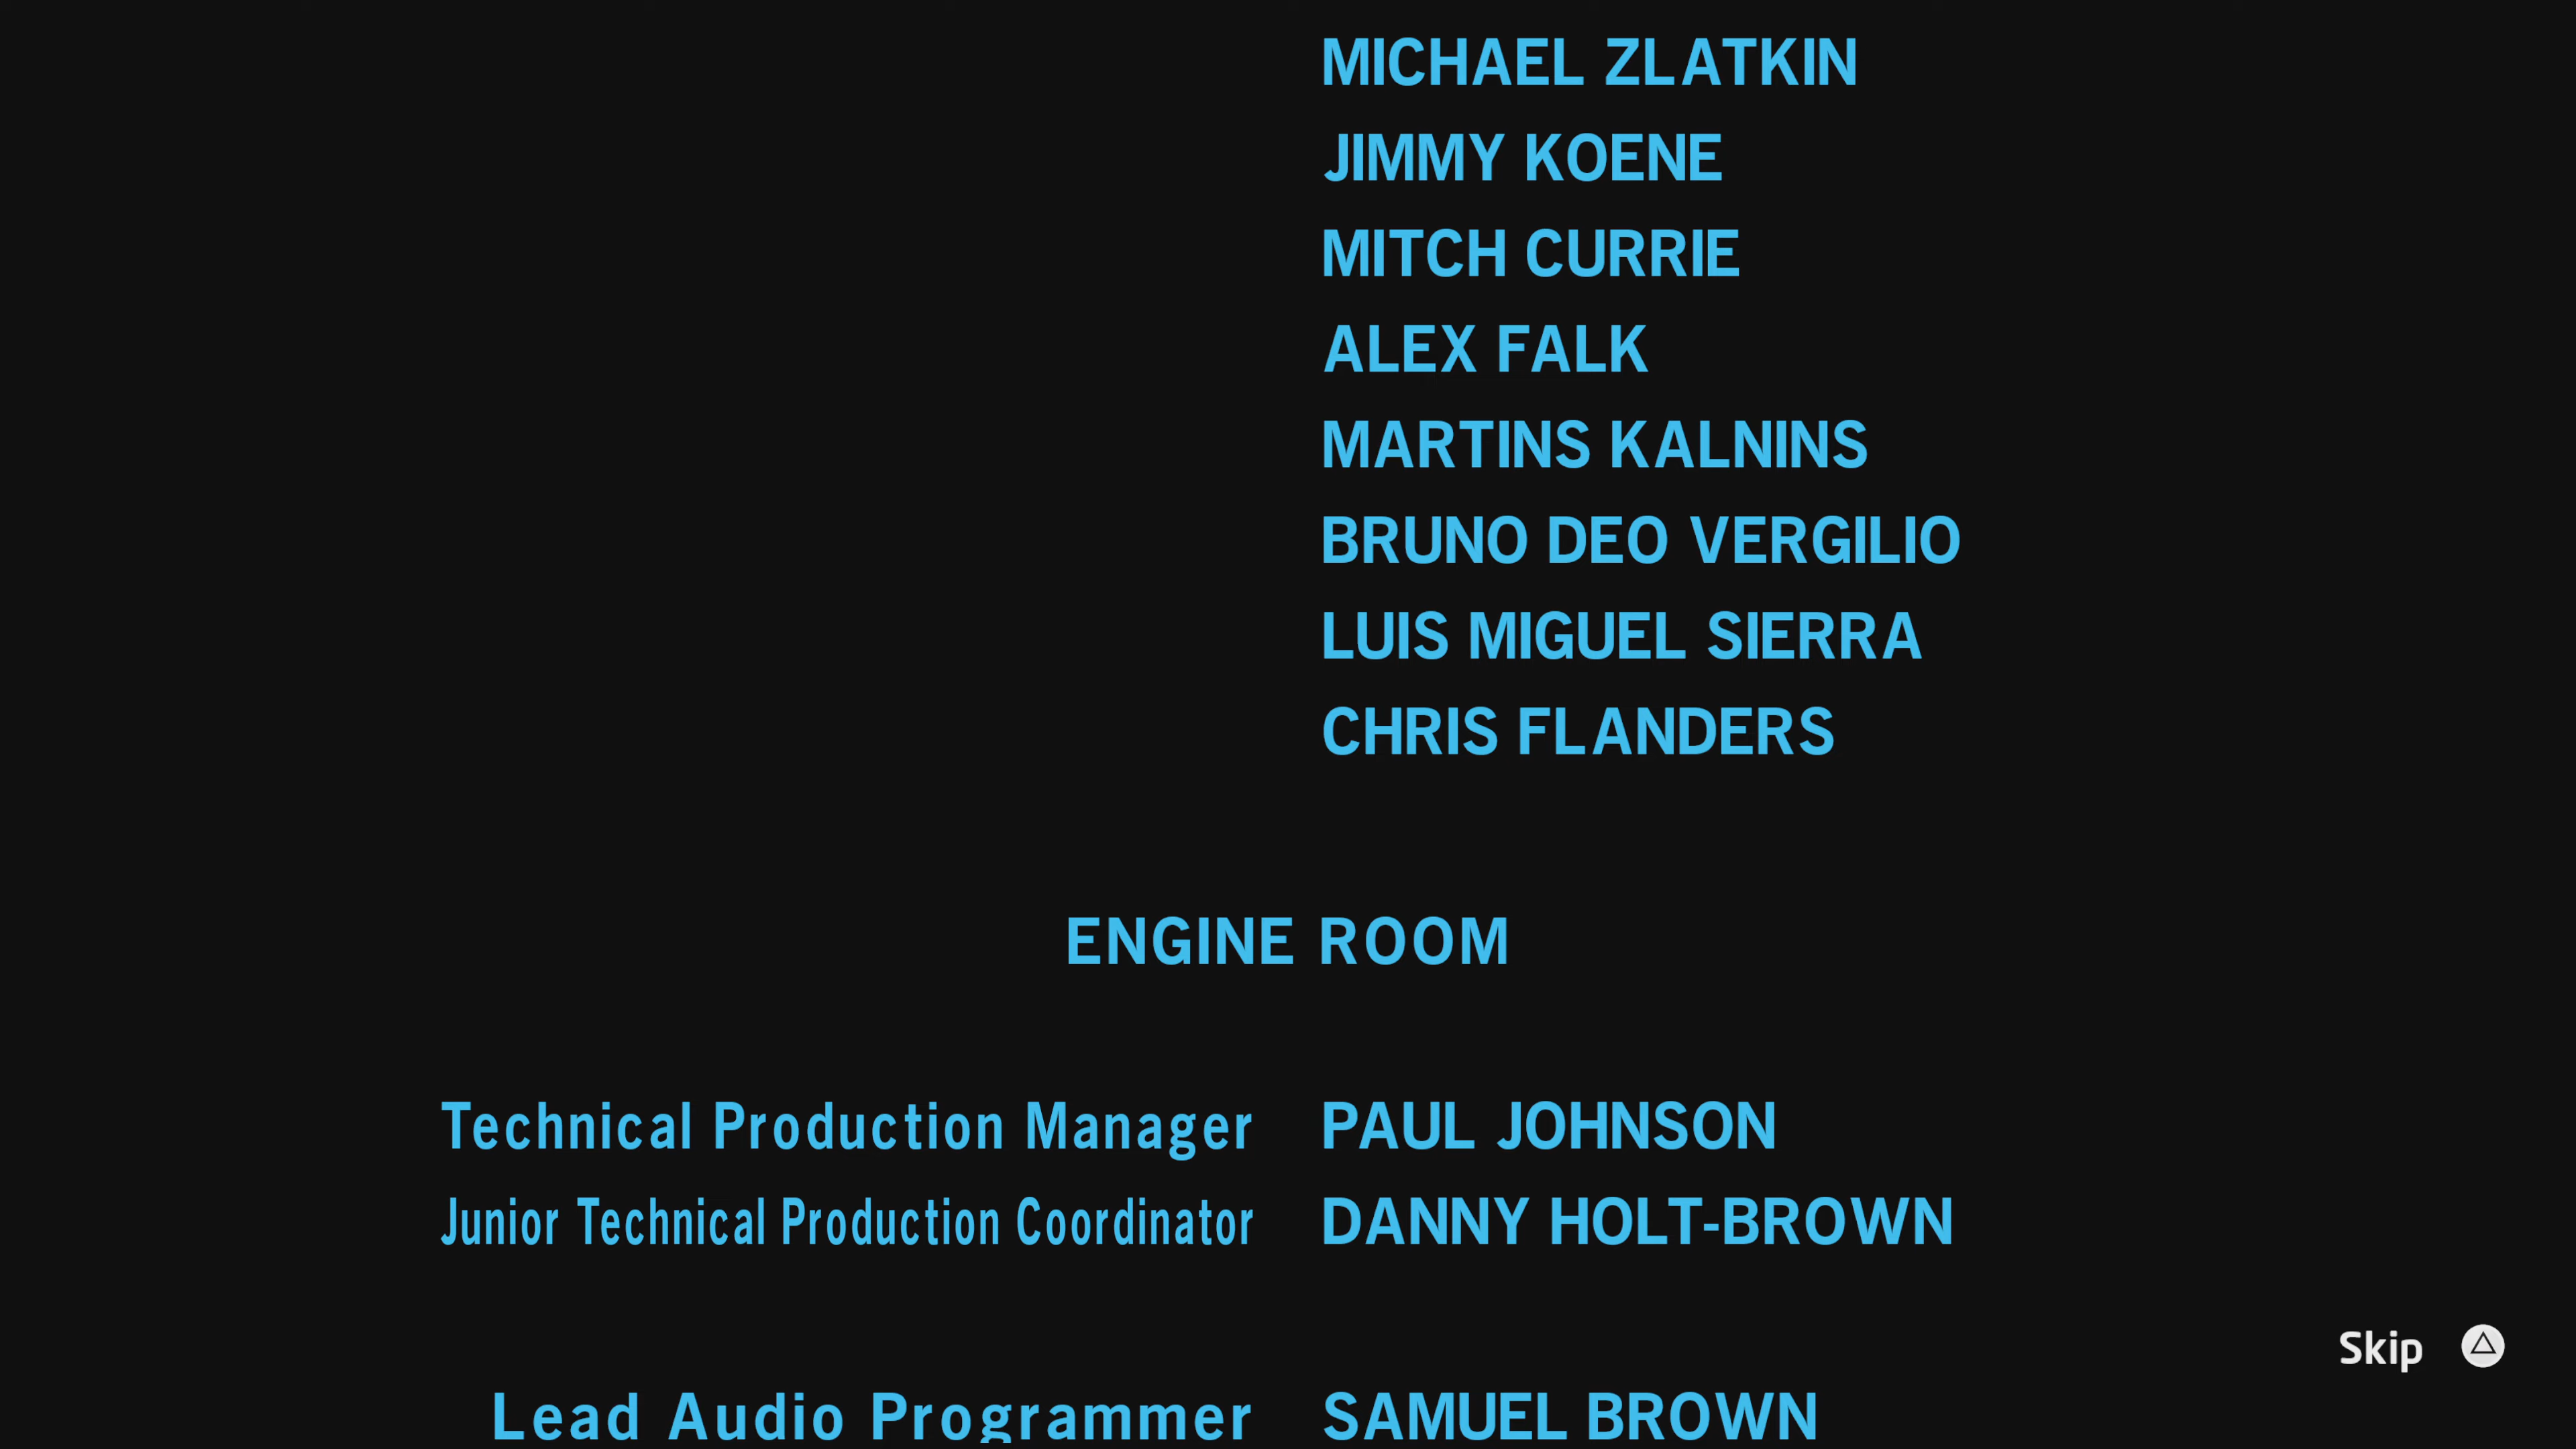 MICHAEL ZLATKIN
JIMMY KOENE
MITCH CURRIE
ALEX FALK
MARTINS KALNINS
BRUNO DEO VERGILIO
LUIS MIGUEL SIERRA
CHRIS FLANDERS
ENGINE ROOM
Technical Production Manager PAUL JOHNSON
Junior Technical Production Coordinator DANNY HOLT-BROWN
Skip
Lead Audio Programmer SAMUEL BROWN